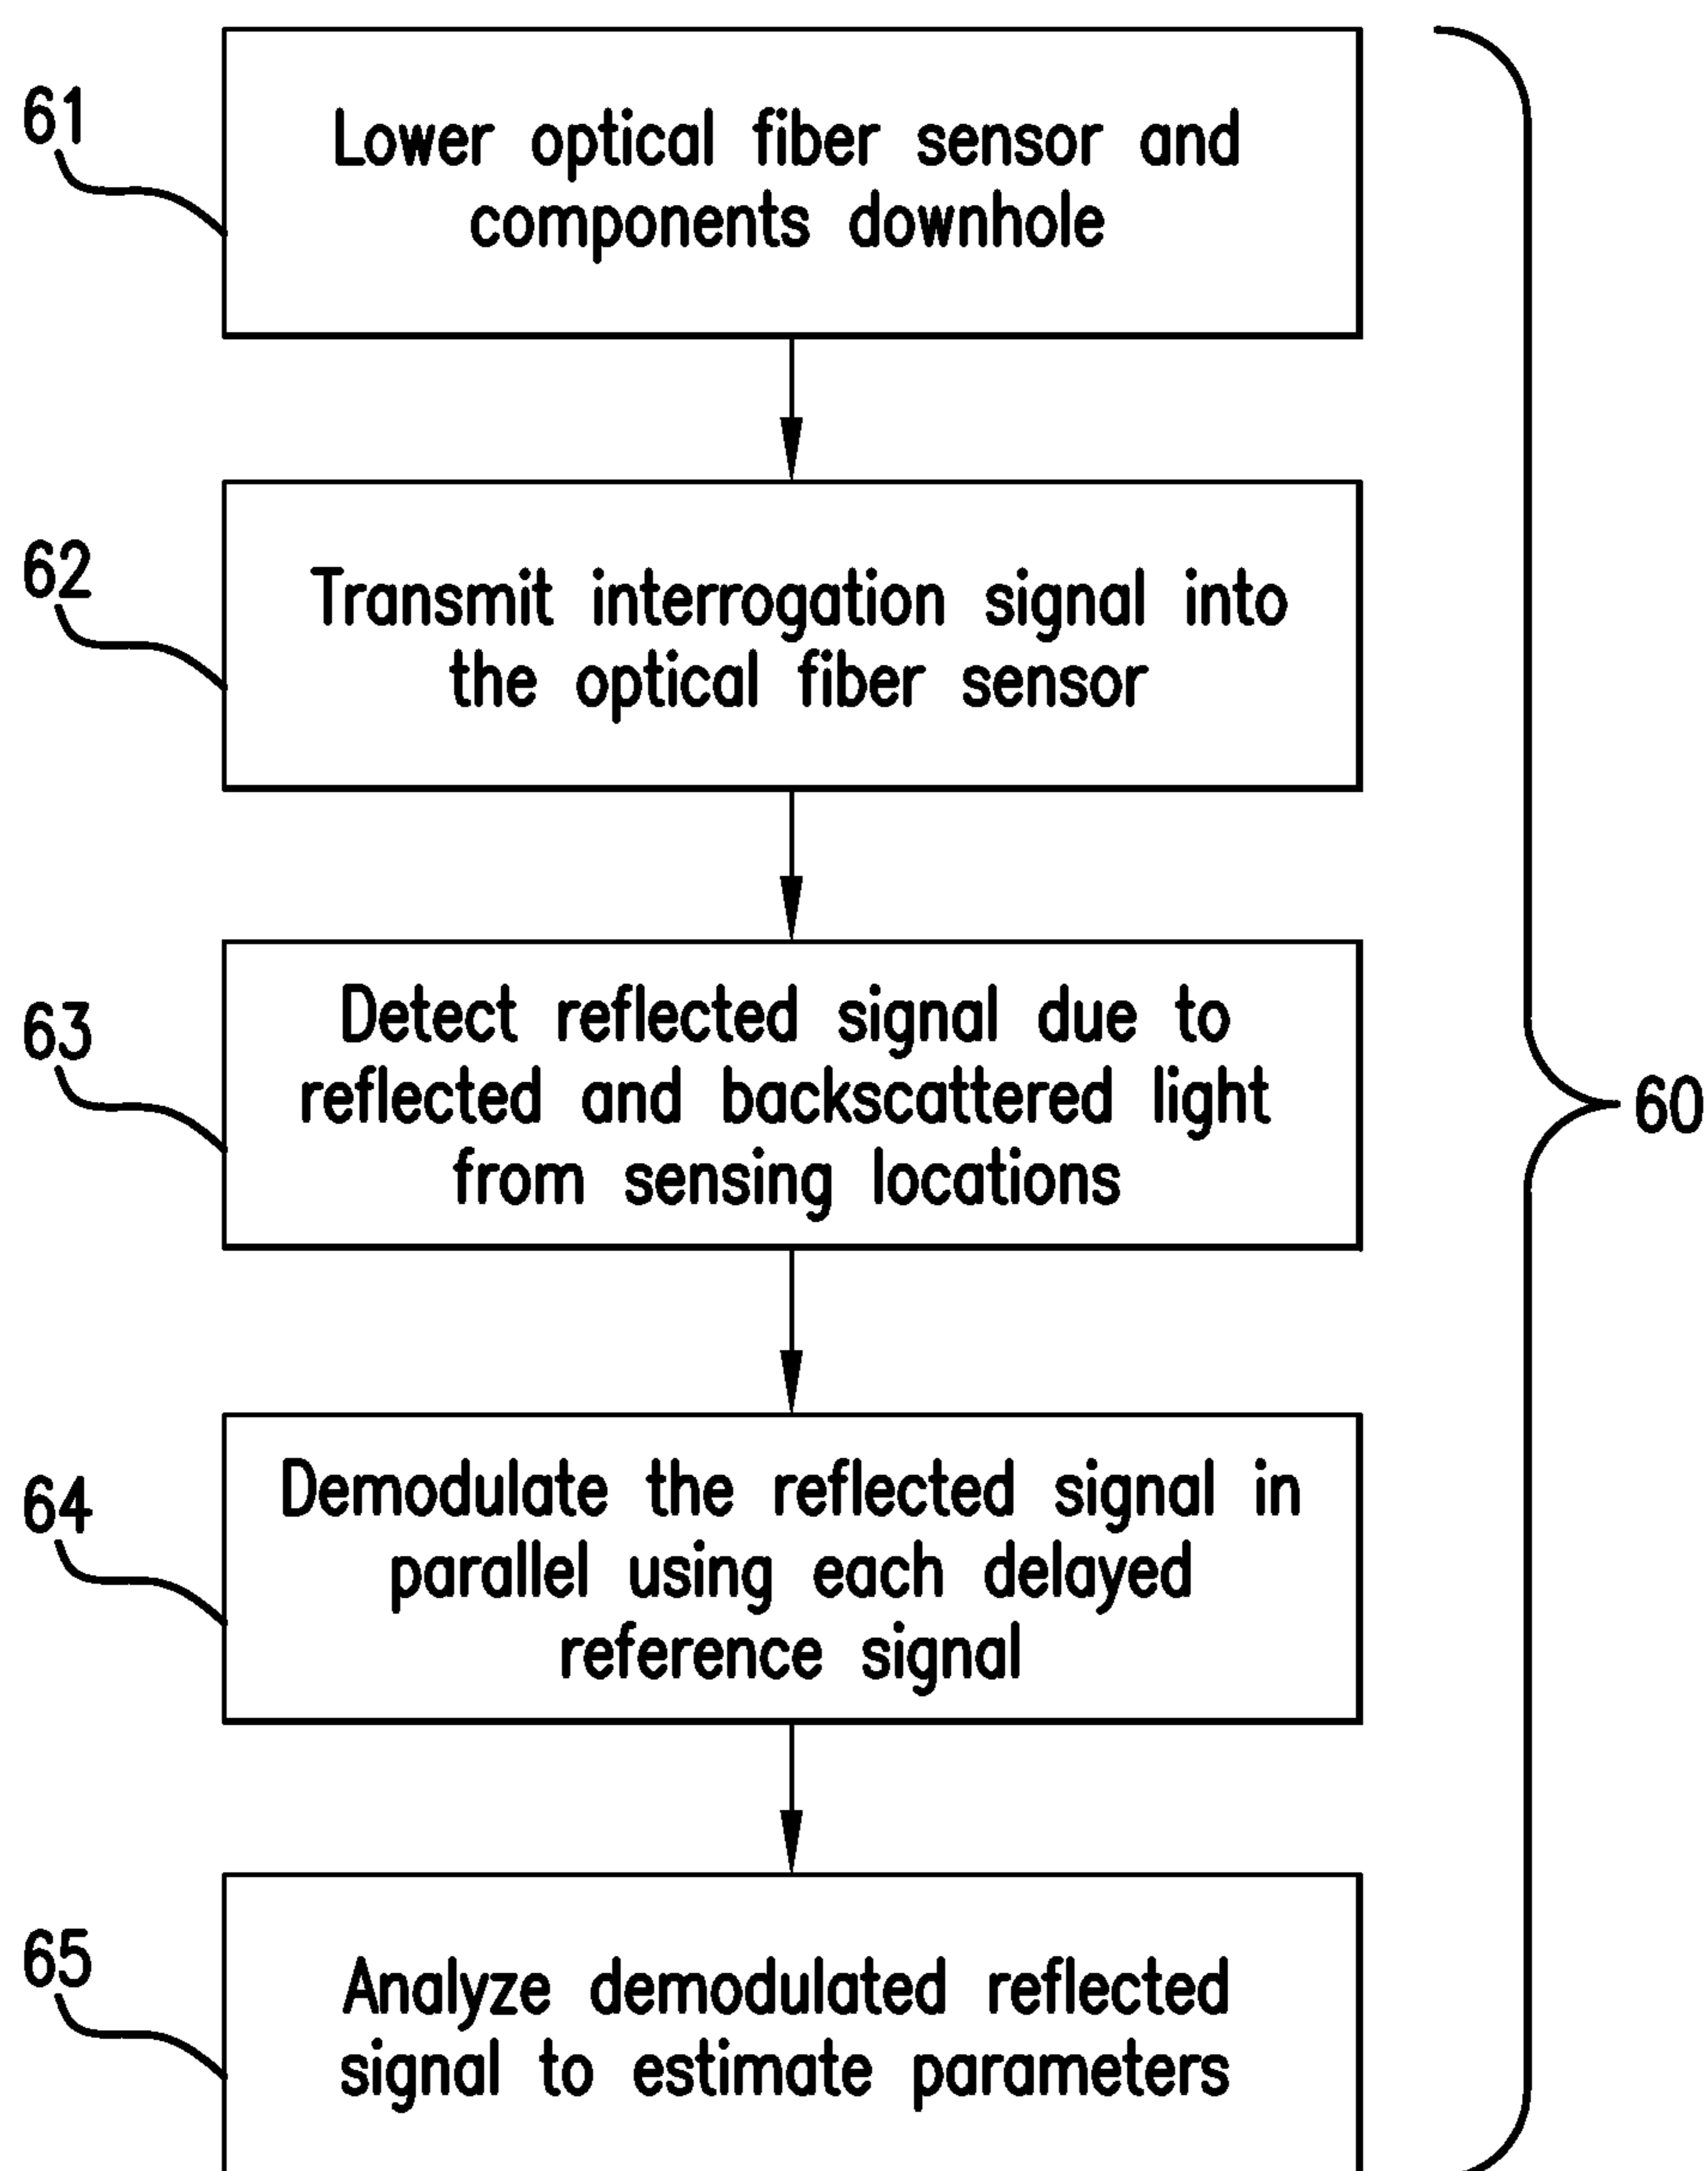 61
Lower optical fiber sensor and
components downhole
62
Transmit interrogation signal into
the optical fiber sensor
63
Detect reflected signal due to
reflected and backscattered light
from sensing locations
60
64
Demodulate the reflected signal in
parallel using each delayed
reference signal
65
Analyze demodulated reflected
signal to estimate parameters